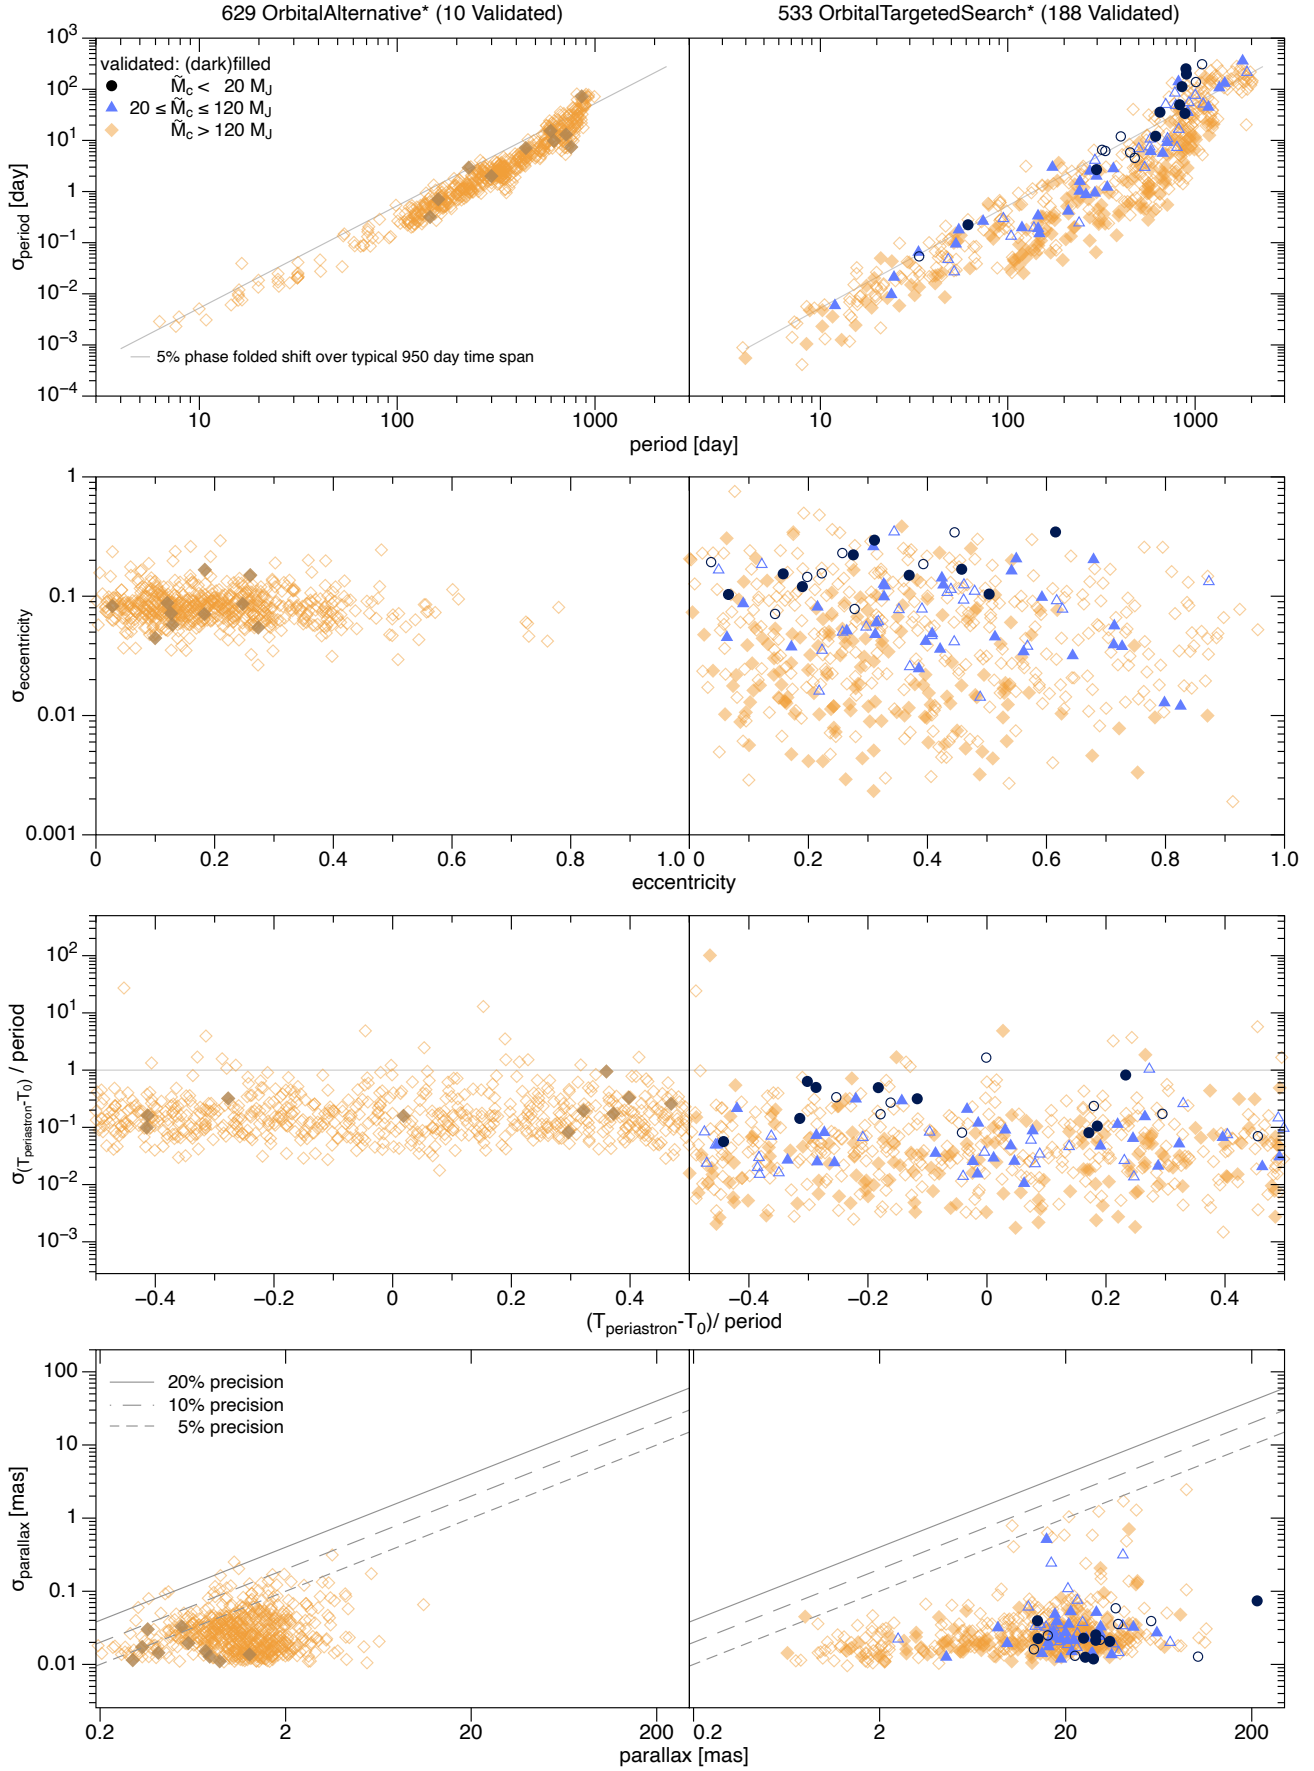 629 OrbitalAlternative* (10 Validated) 533 OrbitalTargetedSearch* (188 Validated)
validated: (dark)filled
M̃c < 20 MJ
20 ≤ M̃c ≤ 120 MJ
M̃c > 120 MJ
5% phase folded shift over typical 950 day time span
σperiod [day]
10³
10²
10¹
1
10⁻¹
10⁻²
10⁻³
10⁻⁴
10 100 1000 10 100 1000
period [day]
σeccentricity
1
0.1
0.01
0.001
0 0.2 0.4 0.6 0.8 1.0 0 0.2 0.4 0.6 0.8 1.0
eccentricity
σ(Tperiastron-T0) / period
10²
10¹
1
10⁻¹
10⁻²
10⁻³
−0.4 −0.2 0 0.2 0.4 −0.4 −0.2 0 0.2 0.4
(Tperiastron-T0)/ period
20% precision
10% precision
5% precision
σparallax [mas]
100
10
1
0.1
0.01
0.2 2 20 200 0.2 2 20 200
parallax [mas]